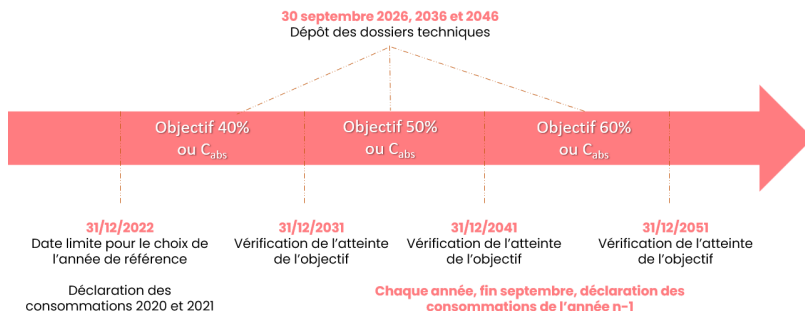 30 septembre 2026, 2036 et 2046
Dépôt des dossiers techniques
Objectif 40%
ou Cabs
Objectif 50%
ou Cabs
Objectif 60%
ou Cabs
31/12/2022
Date limite pour le choix de
l'année de référence
Déclaration des
consommations 2020 et 2021
31/12/2031
Vérification de l'atteinte
de l'objectif
31/12/2041
Vérification de l'atteinte
de l'objectif
31/12/2051
Vérification de l'atteinte
de l'objectif
Chaque année, fin septembre, déclaration des
consommations de l'année n-1